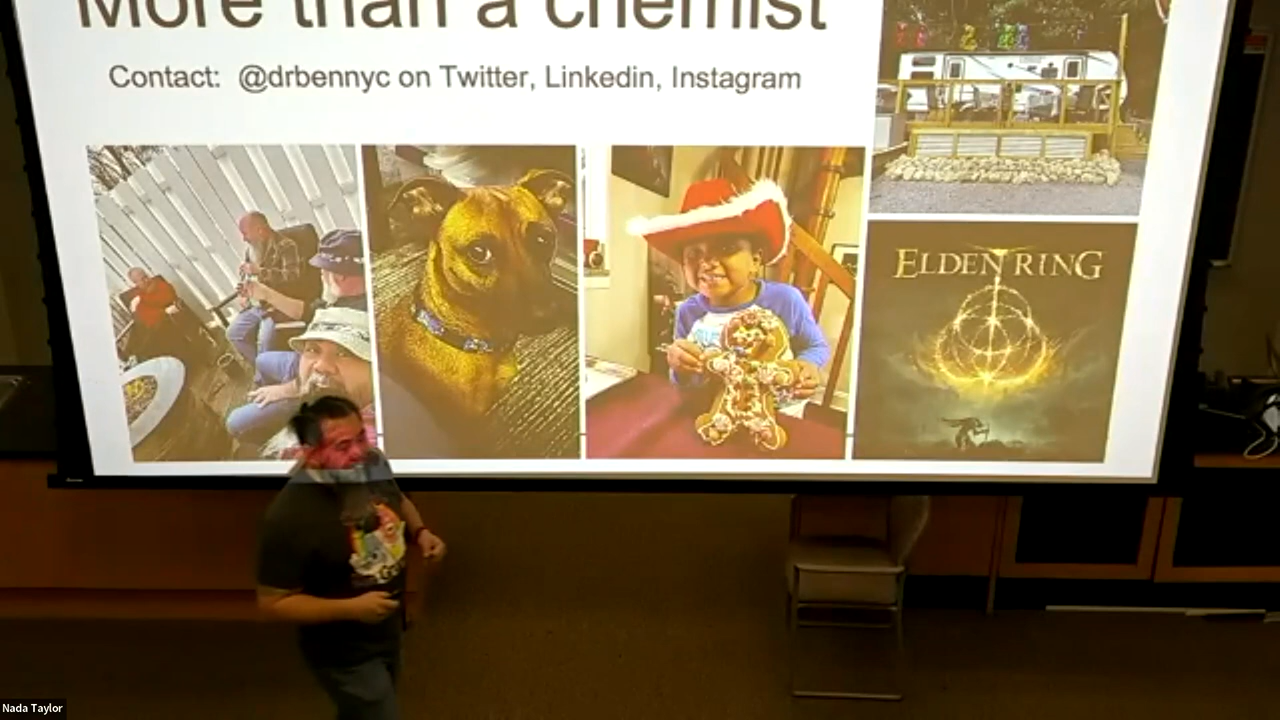 More than a chemist
Contact: @drbennyc on Twitter, Linkedin, Instagram
ELDEN RING
Nada Taylor